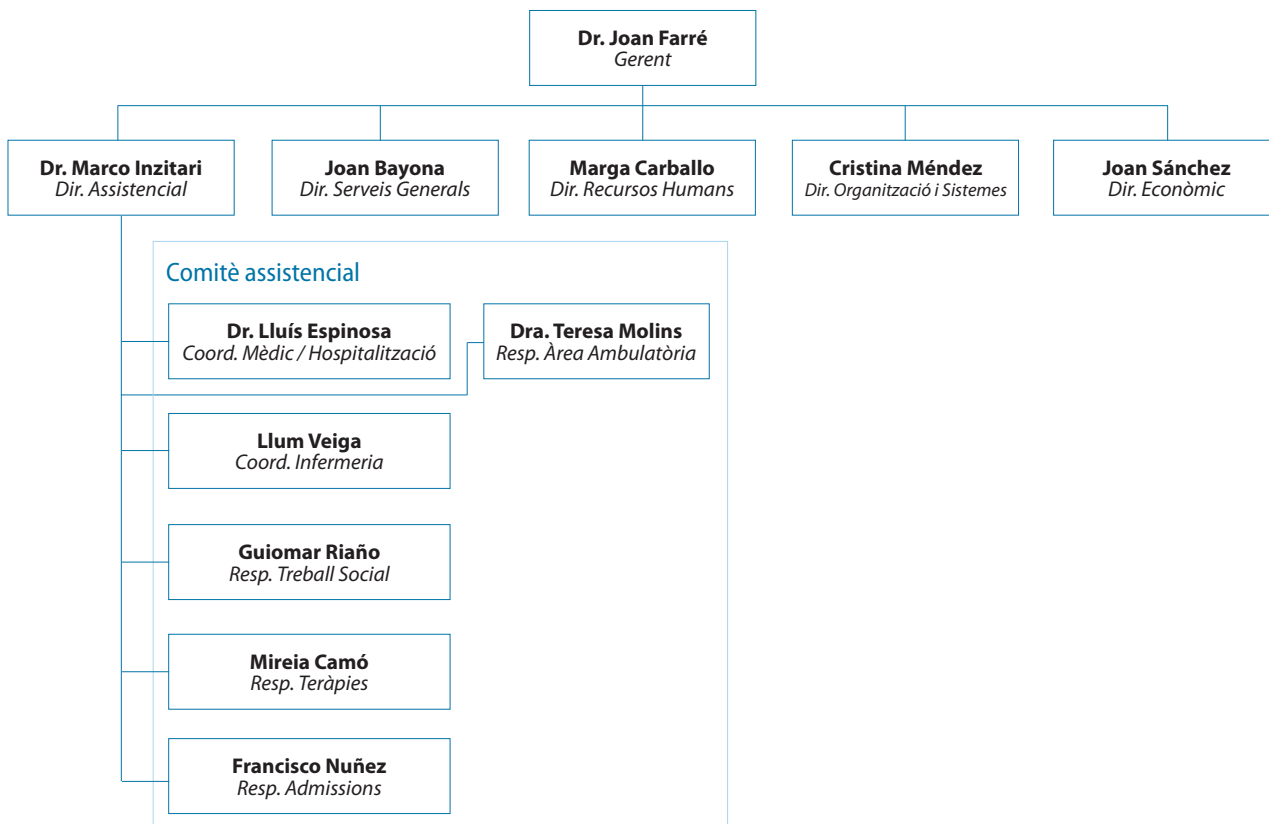 Dr. Joan Farré
Gerent
Dr. Marco Inzitari
Dir. Assistencial
Joan Bayona
Dir. Serveis Generals
Marga Carballo
Dir. Recursos Humans
Cristina Méndez
Dir. Organització i Sistemes
Joan Sánchez
Dir. Econòmic
Comitè assistencial
Dr. Lluís Espinosa
Coord. Mèdic / Hospitalització
Dra. Teresa Molins
Resp. Àrea Ambulatòria
Llum Veiga
Coord. Infermeria
Guiomar Riaño
Resp. Treball Social
Mireia Camó
Resp. Teràpies
Francisco Nuñez
Resp. Admissions